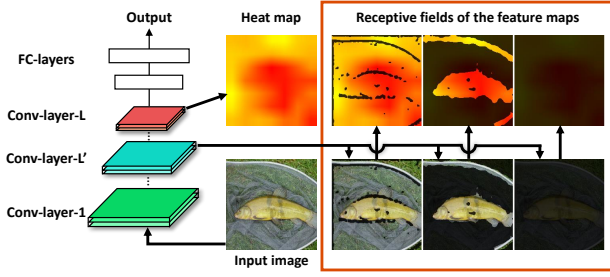 Output
Heat map
Receptive fields of the feature maps
FC-layers
Conv-layer-L
Conv-layer-L'
Conv-layer-1
Input image